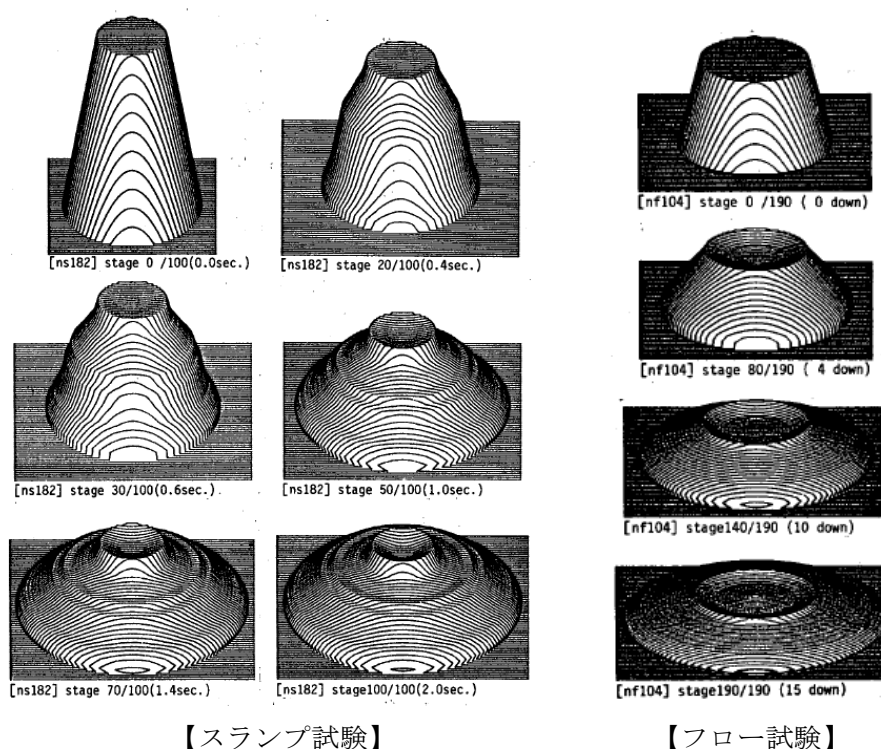 [ns182] stage 0 /100(0.0sec.)
[ns182] stage 20/100(0.4sec.)
[ns182] stage 30/100(0.6sec.)
[ns182] stage 50/100(1.0sec.)
[ns182] stage 70/100(1.4sec.)
[ns182] stage100/100(2.0sec.)
【スランプ試験】
[nf104] stage 0 /190 ( 0 down)
[nf104] stage 80/190 ( 4 down)
[nf104] stage140/190 (10 down)
[nf104] stage190/190 (15 down)
【フロー試験】